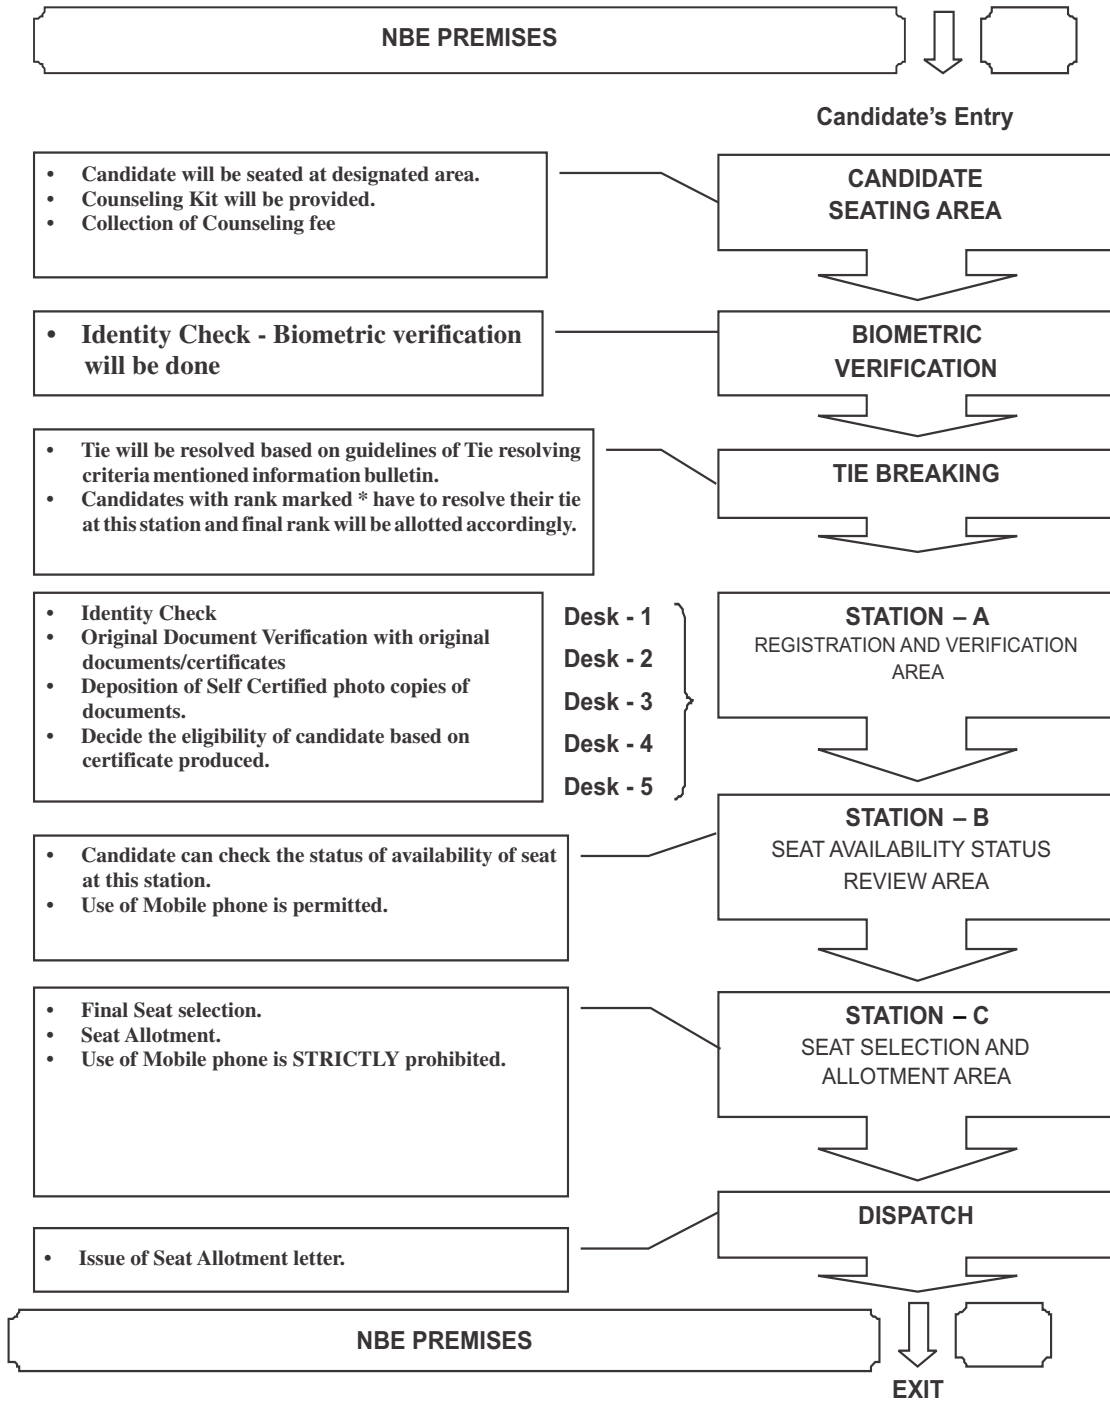 NBE PREMISES
Candidate's Entry
• Candidate will be seated at designated area.
• Counseling Kit will be provided.
• Collection of Counseling fee
CANDIDATE
SEATING AREA
• Identity Check - Biometric verification
will be done
BIOMETRIC
VERIFICATION
• Tie will be resolved based on guidelines of Tie resolving
criteria mentioned information bulletin.
• Candidates with rank marked * have to resolve their tie
at this station and final rank will be allotted accordingly.
TIE BREAKING
• Identity Check
• Original Document Verification with original
documents/certificates
• Deposition of Self Certified photo copies of
documents.
• Decide the eligibility of candidate based on
certificate produced.
Desk - 1
Desk - 2
Desk - 3
Desk - 4
Desk - 5
STATION – A
REGISTRATION AND VERIFICATION
AREA
• Candidate can check the status of availability of seat
at this station.
• Use of Mobile phone is permitted.
STATION – B
SEAT AVAILABILITY STATUS
REVIEW AREA
• Final Seat selection.
• Seat Allotment.
• Use of Mobile phone is STRICTLY prohibited.
STATION – C
SEAT SELECTION AND
ALLOTMENT AREA
• Issue of Seat Allotment letter.
DISPATCH
NBE PREMISES
EXIT